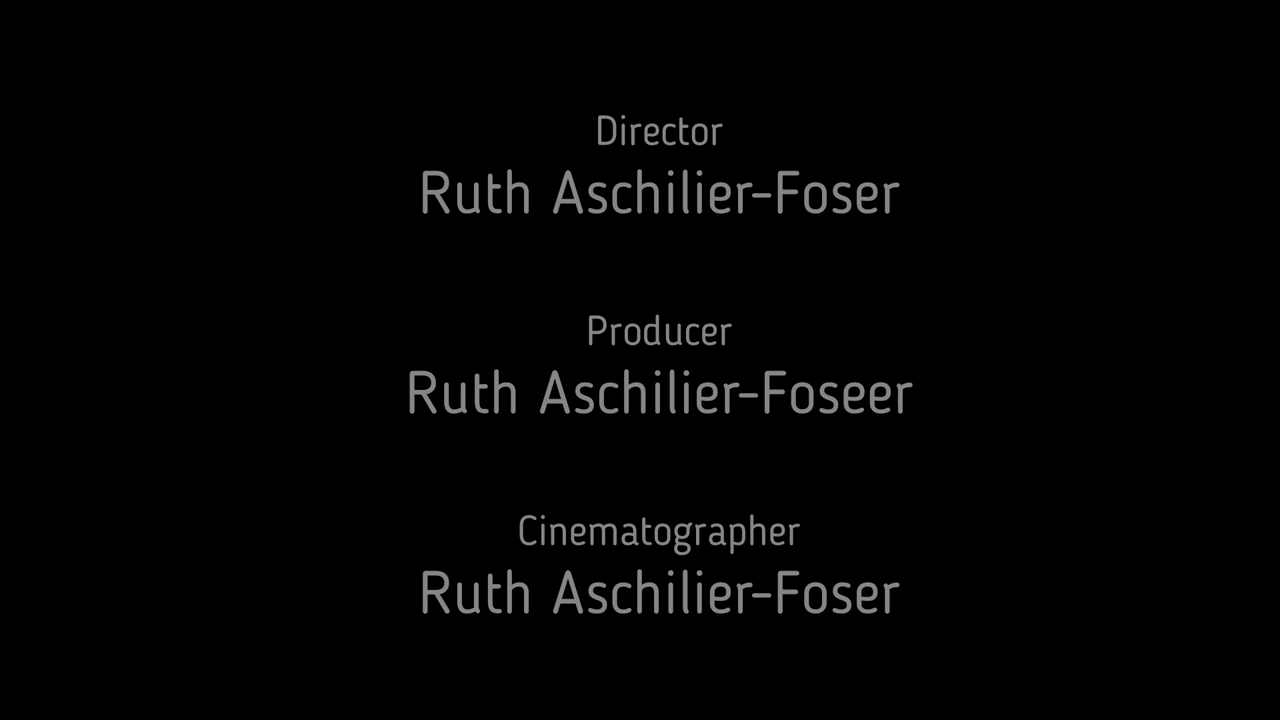 Director
Ruth Aschilier-Foser
Producer
Ruth Aschilier-Foseer
Cinematographer
Ruth Aschilier-Foser